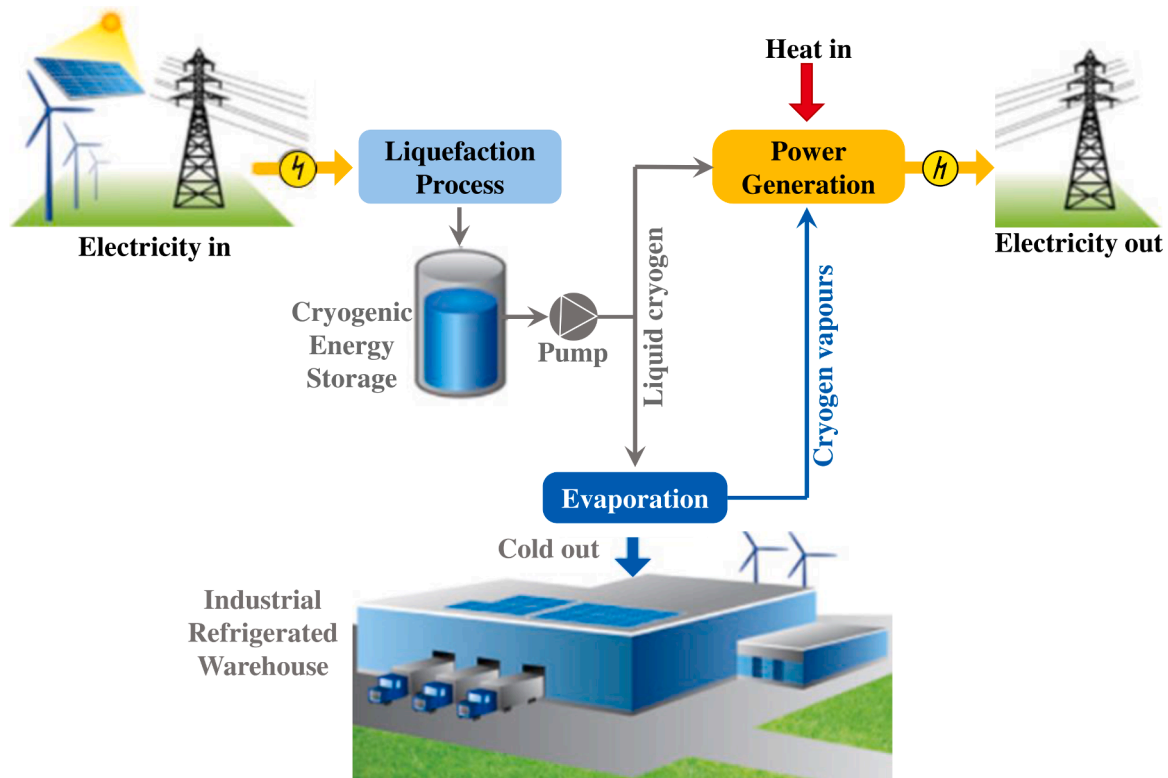 Heat in
Liquefaction
Process
Power
Generation
Electricity in
Electricity out
Cryogenic
Energy
Storage
Pump
Liquid cryogen
Cryogen vapours
Evaporation
Cold out
Industrial
Refrigerated
Warehouse